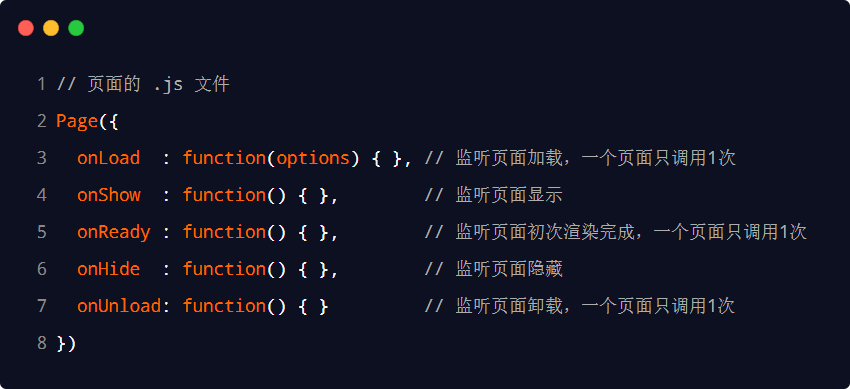 1 // 页面的 .js 文件
2 Page({
3   onLoad  : function(options) { }, // 监听页面加载，一个页面只调用1次
4   onShow  : function() { },        // 监听页面显示
5   onReady : function() { },        // 监听页面初次渲染完成，一个页面只调用1次
6   onHide  : function() { },        // 监听页面隐藏
7   onUnload: function() { }         // 监听页面卸载，一个页面只调用1次
8 })